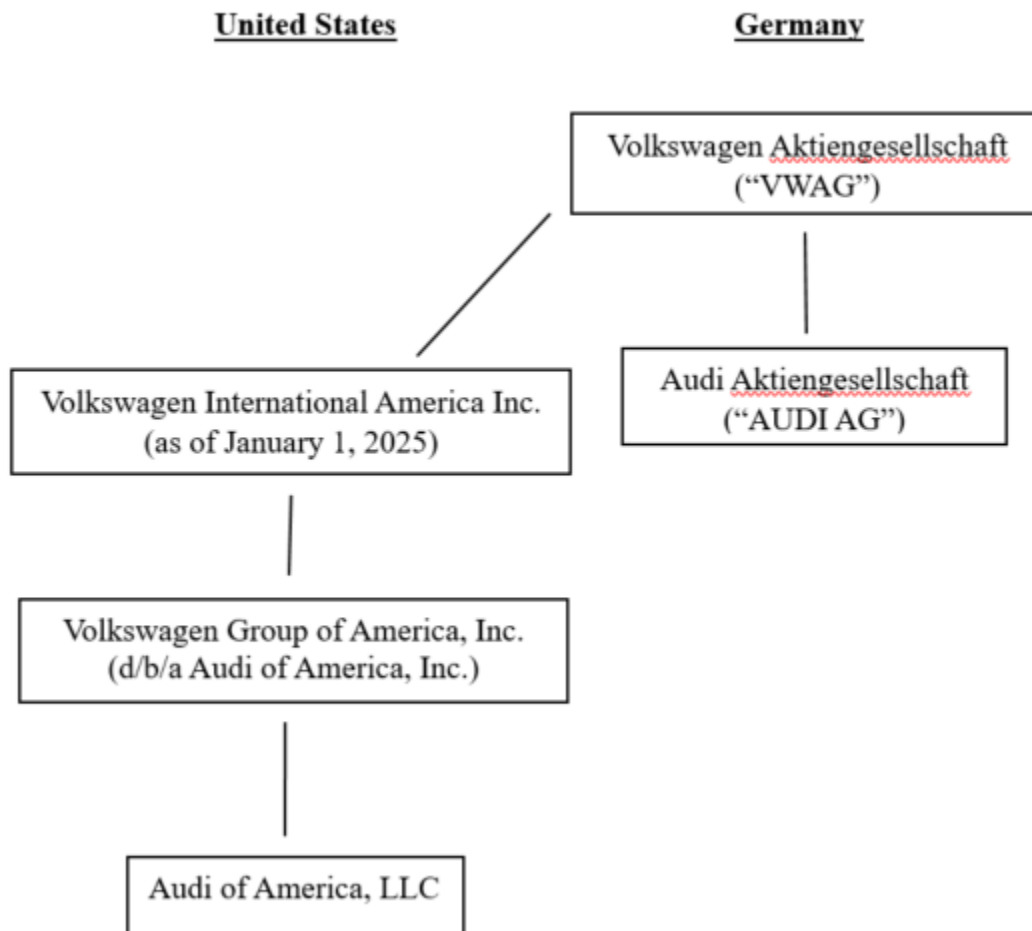 United States
Germany
Volkswagen Aktiengesellschaft
(“VWAG”)
Audi Aktiengesellschaft
(“AUDI AG”)
Volkswagen International America Inc.
(as of January 1, 2025)
Volkswagen Group of America, Inc.
(d/b/a Audi of America, Inc.)
Audi of America, LLC